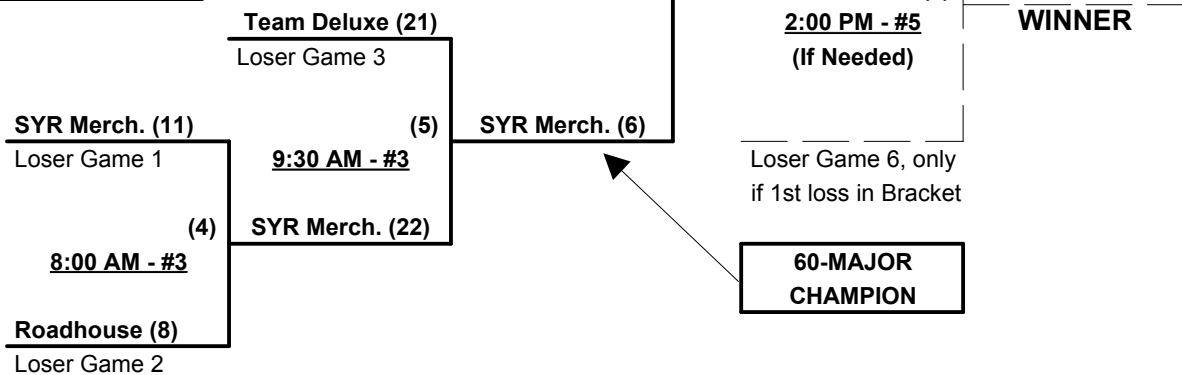 Team Deluxe (21)
2:00 PM - #5
WINNER
Loser Game 3
(If Needed)
SYR Merch. (11)
(5)
SYR Merch. (6)
Loser Game 1
9:30 AM - #3
Loser Game 6, only
if 1st loss in Bracket
(4)
SYR Merch. (22)
8:00 AM - #3
60-MAJOR
CHAMPION
Roadhouse (8)
Loser Game 2